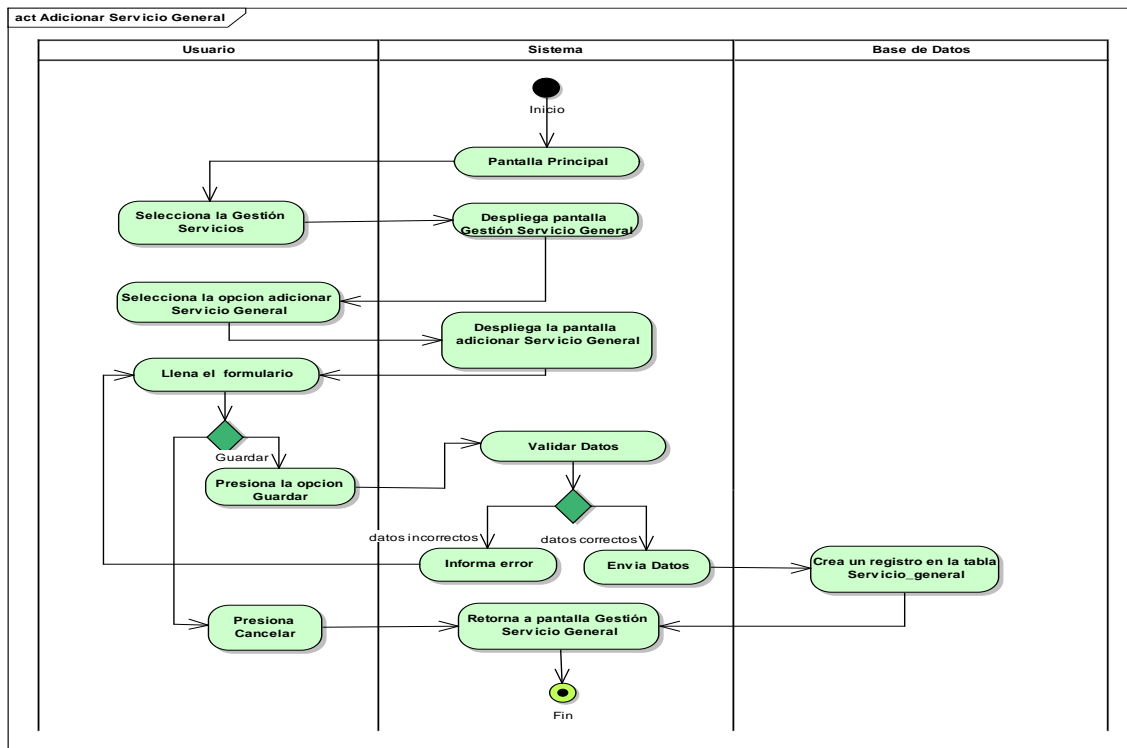 act Adicionar Servicio General
Usuario
Sistema
Base de Datos
Inicio
Pantalla Principal
Selecciona la Gestión
Servicios
Despliega pantalla
Gestión Servicio General
Selecciona la opcion adicionar
Servicio General
Despliega la pantalla
adicionar Servicio General
Llena el formulario
Guardar
Validar Datos
Presiona la opcion
Guardar
datos incorrectos
datos correctos
Informa error
Envia Datos
Crea un registro en la tabla
Servicio_general
Presiona
Cancelar
Retorna a pantalla Gestión
Servicio General
Fin